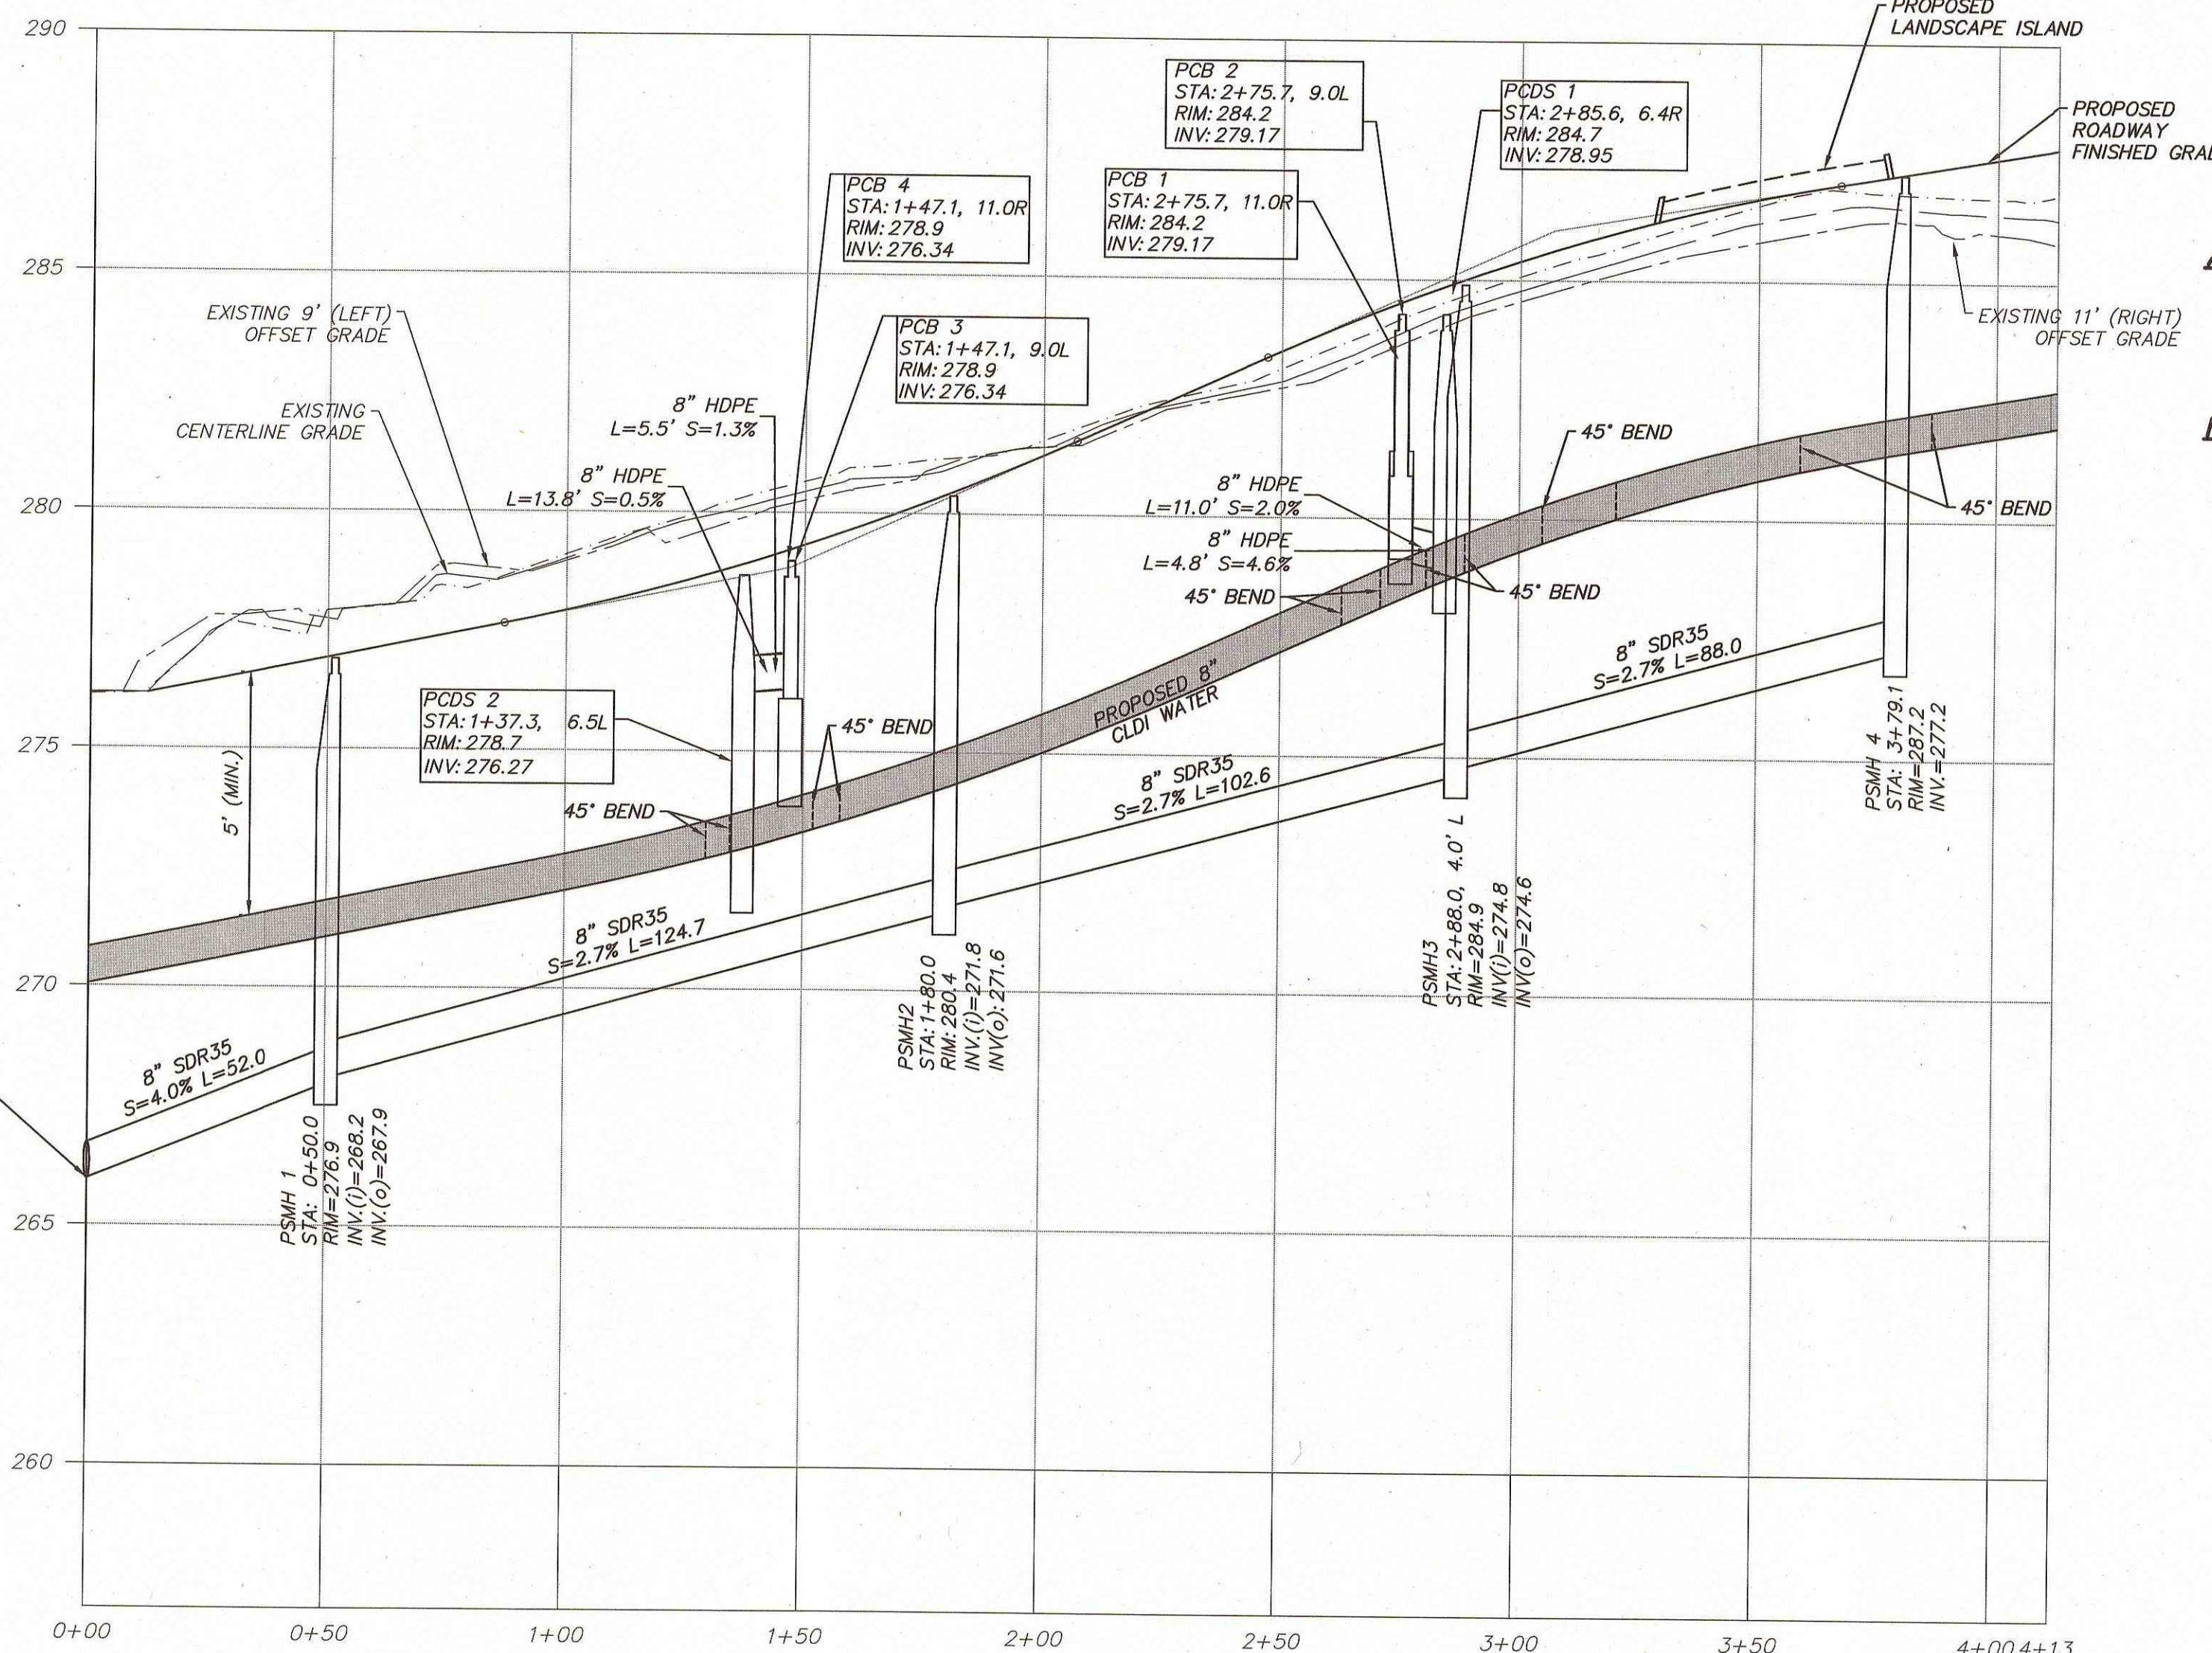 PROPOSED
LANDSCAPE ISLAND
290
PCB 2
STA: 2+75.7, 9.0L
RIM: 284.2
INV: 279.17
PCDS 1
STA: 2+85.6, 6.4R
RIM: 284.7
INV: 278.95
PROPOSED
ROADWAY
FINISHED
PCB 4
STA: 1+47.1, 11.0R
RIM: 278.9
INV: 276.34
PCB 1
STA: 2+75.7, 11.0R
RIM: 284.2
INV: 279.17
285
EXISTING 9' (LEFT)
OFFSET GRADE
PCB 3
STA: 1+47.1, 9.0L
RIM: 278.9
INV: 276.34
EXISTING 11' (RIGHT)
OFFSET GRADE
EXISTING
CENTERLINE GRADE
8" HDPE
L=5.5' S=1.3%
8" HDPE
L=13.8' S=0.5%
45° BEND
8" HDPE
L=11.0' S=2.0%
280
45° BEND
8" HDPE
L=4.8' S=4.6%
45° BEND
45° BEND
8" SDR35
S=2.7% L=88.0
PROPOSED 8"
CLDI WATER
PCDS 2
STA: 1+37.3, 6.5L
RIM: 278.7
INV: 276.27
45° BEND
275
5' (MIN.)
45° BEND
8" SDR35
S=2.7% L=102.6
PSMH 4
STA: 3+79.1
RIM=287.2
INV.=277.2
8" SDR35
S=2.7% L=124.7
PSMH3
STA: 2+88.0, 4.0' L
RIM=284.9
INV(i)=274.8
INV(o)=274.6
270
PSMH2
STA: 1+80.0
RIM: 280.4
INV.(i)=271.8
INV(o): 271.6
8" SDR35
S=4.0% L=52.0
PSMH 1
STA: 0+50.0
RIM=276.9
INV.(i)=268.2
INV.(o)=267.9
265
260
0+00
0+50
1+00
1+50
2+00
2+50
3+00
3+50
4+00
4+13